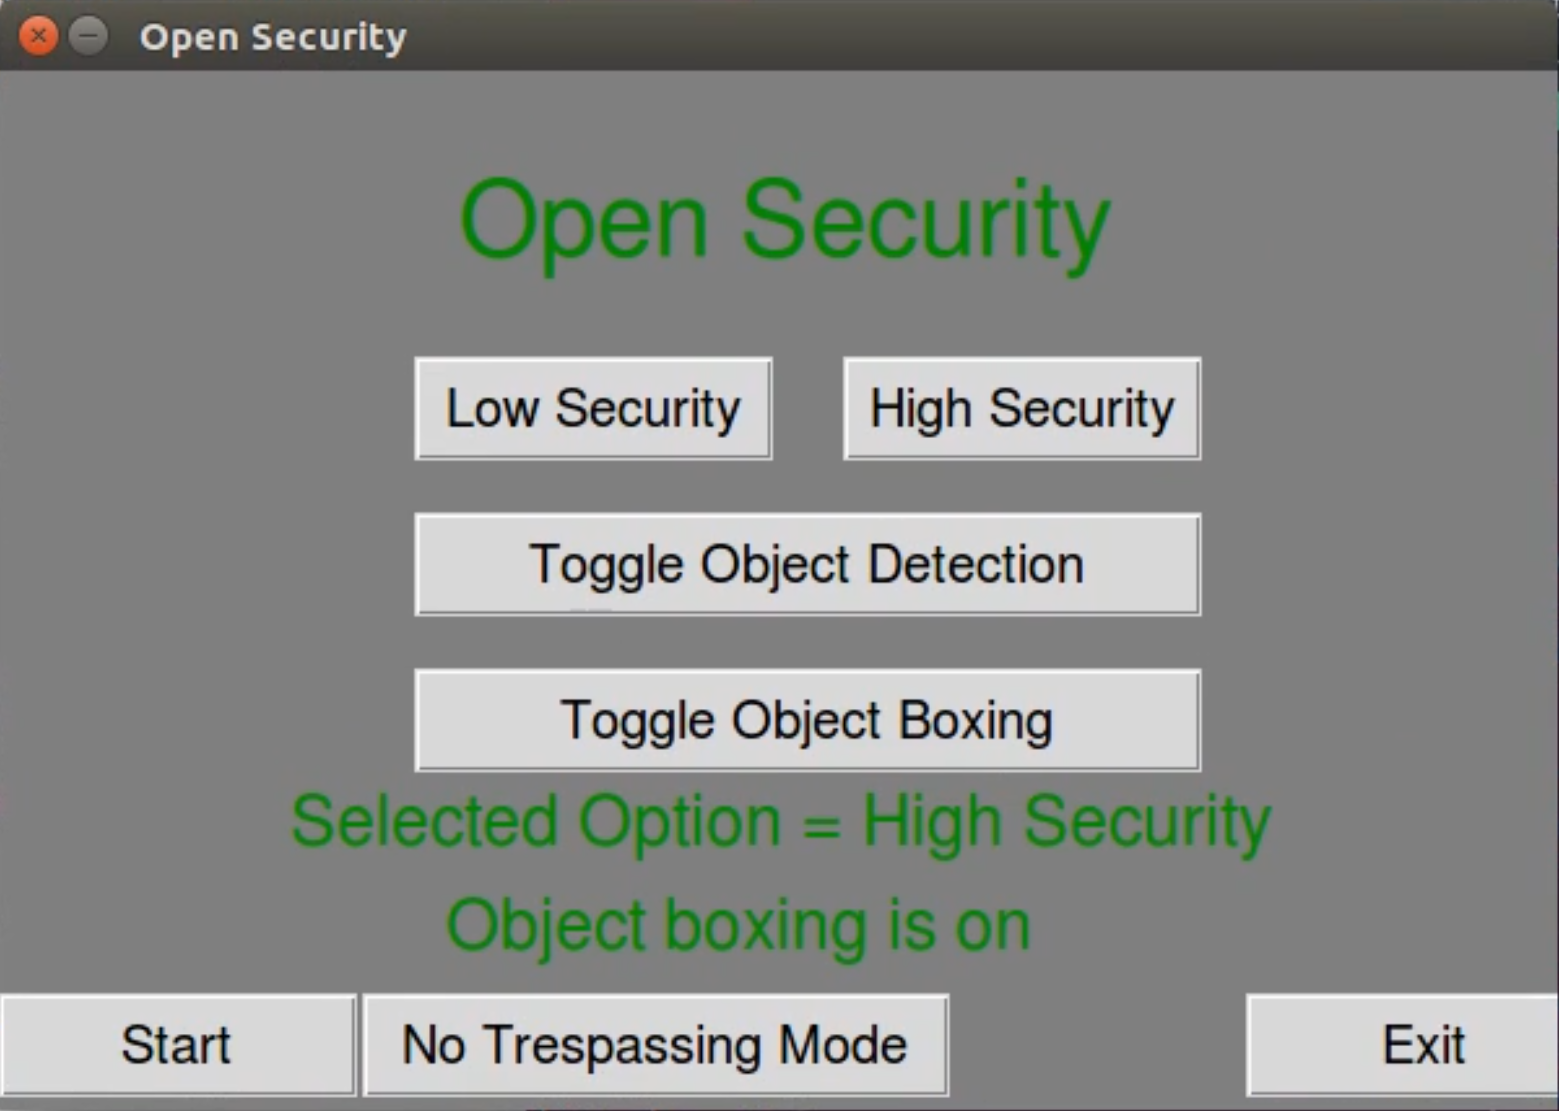 Open Security
Open Security
Low Security High Security
Toggle Object Detection
Toggle Object Boxing
Selected Option = High Security
Object boxing is on
Start No Trespassing Mode Exit